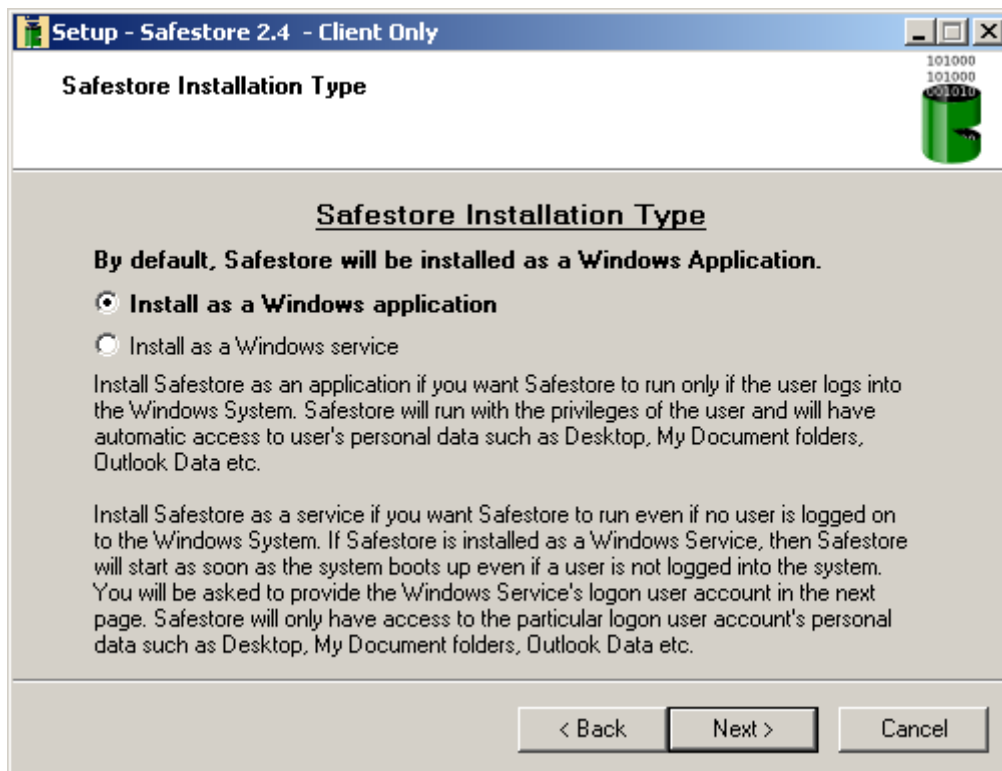 Setup - Safestore 2.4  - Client Only
Safestore Installation Type
101000
101000
001010
Safestore Installation Type
By default, Safestore will be installed as a Windows Application.
Install as a Windows application
Install as a Windows service
Install Safestore as an application if you want Safestore to run only if the user logs into
the Windows System. Safestore will run with the privileges of the user and will have
automatic access to user's personal data such as Desktop, My Document folders,
Outlook Data etc.
Install Safestore as a service if you want Safestore to run even if no user is logged on
to the Windows System. If Safestore is installed as a Windows Service, then Safestore
will start as soon as the system boots up even if a user is not logged into the system.
You will be asked to provide the Windows Service's logon user account in the next
page. Safestore will only have access to the particular logon user account's personal
data such as Desktop, My Document folders, Outlook Data etc.
< Back Next > Cancel